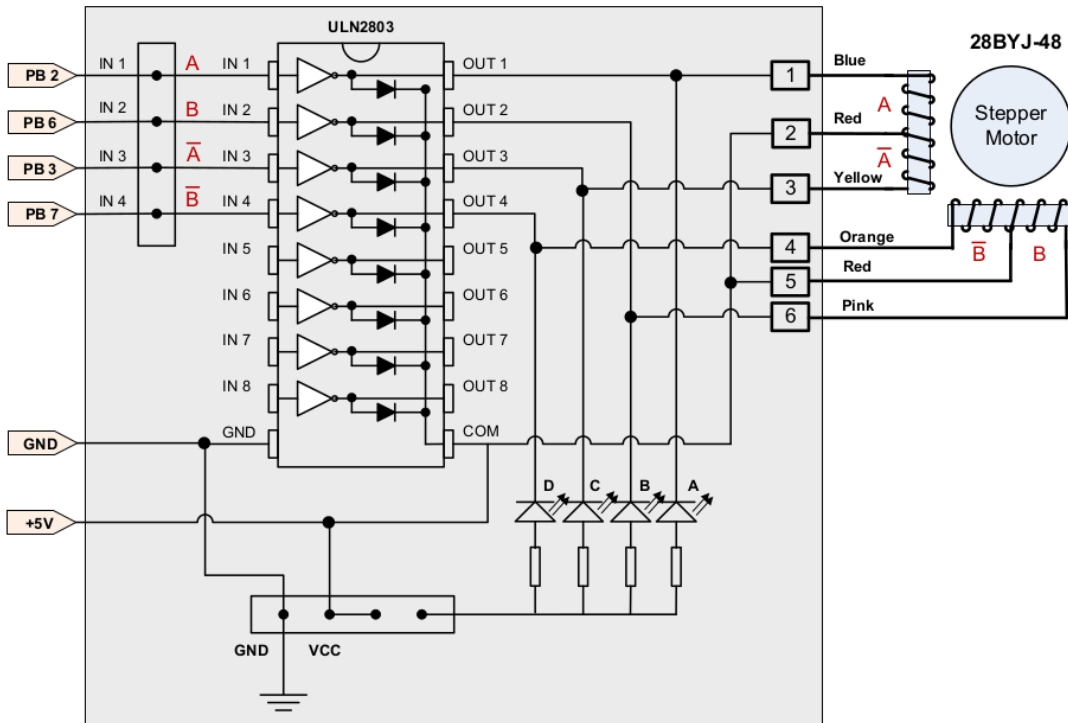 ULN2803
28BYJ-48
PB 2 IN 1 A IN 1 OUT 1 1 Blue
PB 6 IN 2 B IN 2 OUT 2 A
2 Red
Stepper
Motor
PB 3 IN 3 A̅ IN 3 OUT 3 A̅
3 Yellow
PB 7 IN 4 B̅ IN 4 OUT 4
4 Orange B̅ B
IN 5 OUT 5 5 Red
IN 6 OUT 6 6 Pink
IN 7 OUT 7
IN 8 OUT 8
GND GND COM
D C B A
+5V
GND VCC